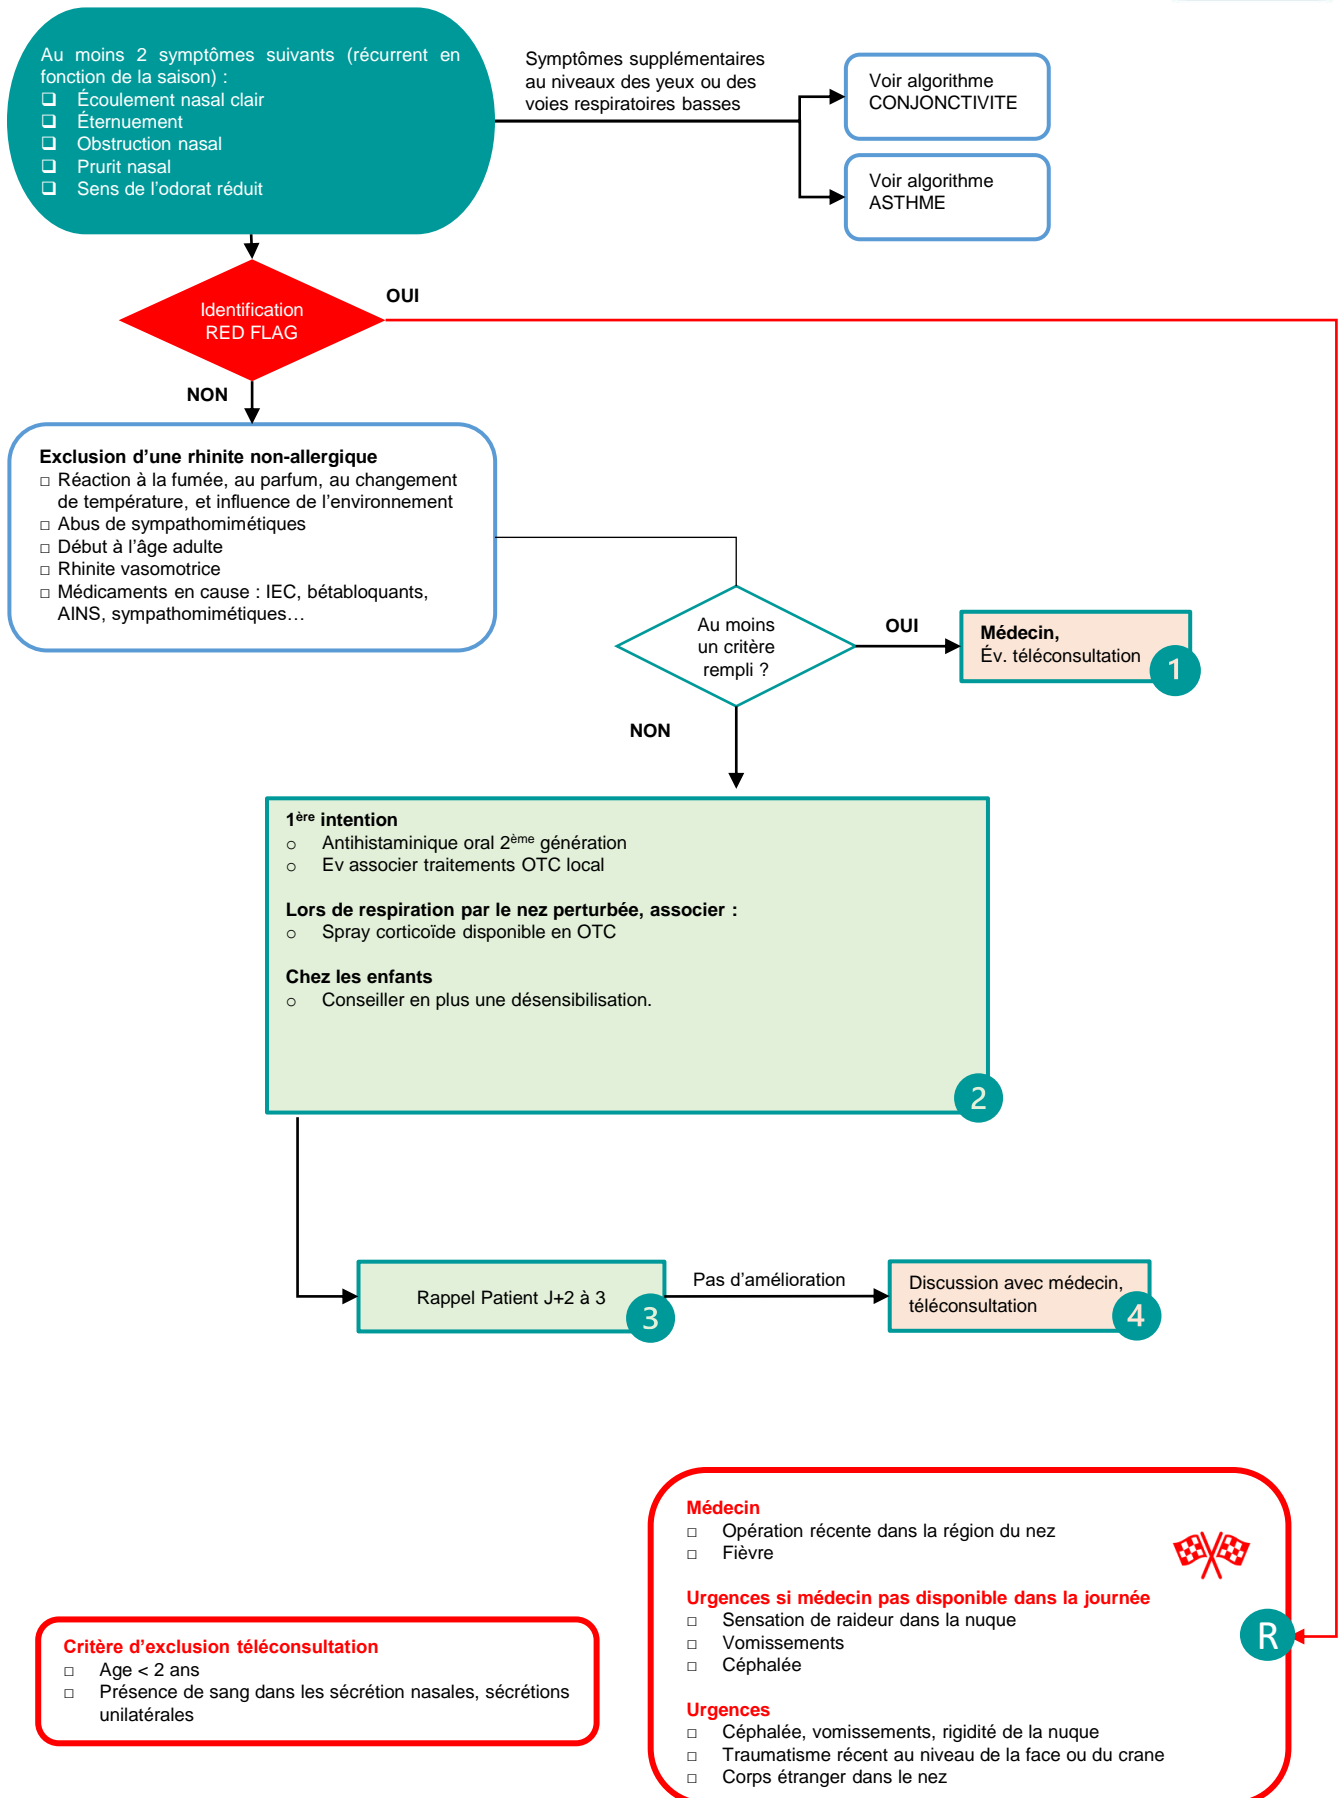 Au moins 2 symptômes suivants (récurrent en
fonction de la saison) :
❑ Écoulement nasal clair
❑ Éternuement
❑ Obstruction nasal
❑ Prurit nasal
❑ Sens de l'odorat réduit
Symptômes supplémentaires
au niveaux des yeux ou des
voies respiratoires basses
Voir algorithme
CONJONCTIVITE
Voir algorithme
ASTHME
Identification
RED FLAG
OUI
NON
Exclusion d'une rhinite non-allergique
□ Réaction à la fumée, au parfum, au changement
de température, et influence de l'environnement
□ Abus de sympathomimétiques
□ Début à l'âge adulte
□ Rhinite vasomotrice
□ Médicaments en cause : IEC, bétabloquants,
AINS, sympathomimétiques…
Au moins
un critère
rempli ?
OUI
Médecin,
Év. téléconsultation
1
NON
1ère intention
o Antihistaminique oral 2ème génération
o Ev associer traitements OTC local
Lors de respiration par le nez perturbée, associer :
o Spray corticoïde disponible en OTC
Chez les enfants
o Conseiller en plus une désensibilisation.
2
Rappel Patient J+2 à 3
3
Pas d'amélioration
Discussion avec médecin,
téléconsultation
4
Médecin
□ Opération récente dans la région du nez
□ Fièvre
Urgences si médecin pas disponible dans la journée
□ Sensation de raideur dans la nuque
□ Vomissements
□ Céphalée
Urgences
□ Céphalée, vomissements, rigidité de la nuque
□ Traumatisme récent au niveau de la face ou du crane
□ Corps étranger dans le nez
R
Critère d'exclusion téléconsultation
□ Age < 2 ans
□ Présence de sang dans les sécrétion nasales, sécrétions
unilatérales